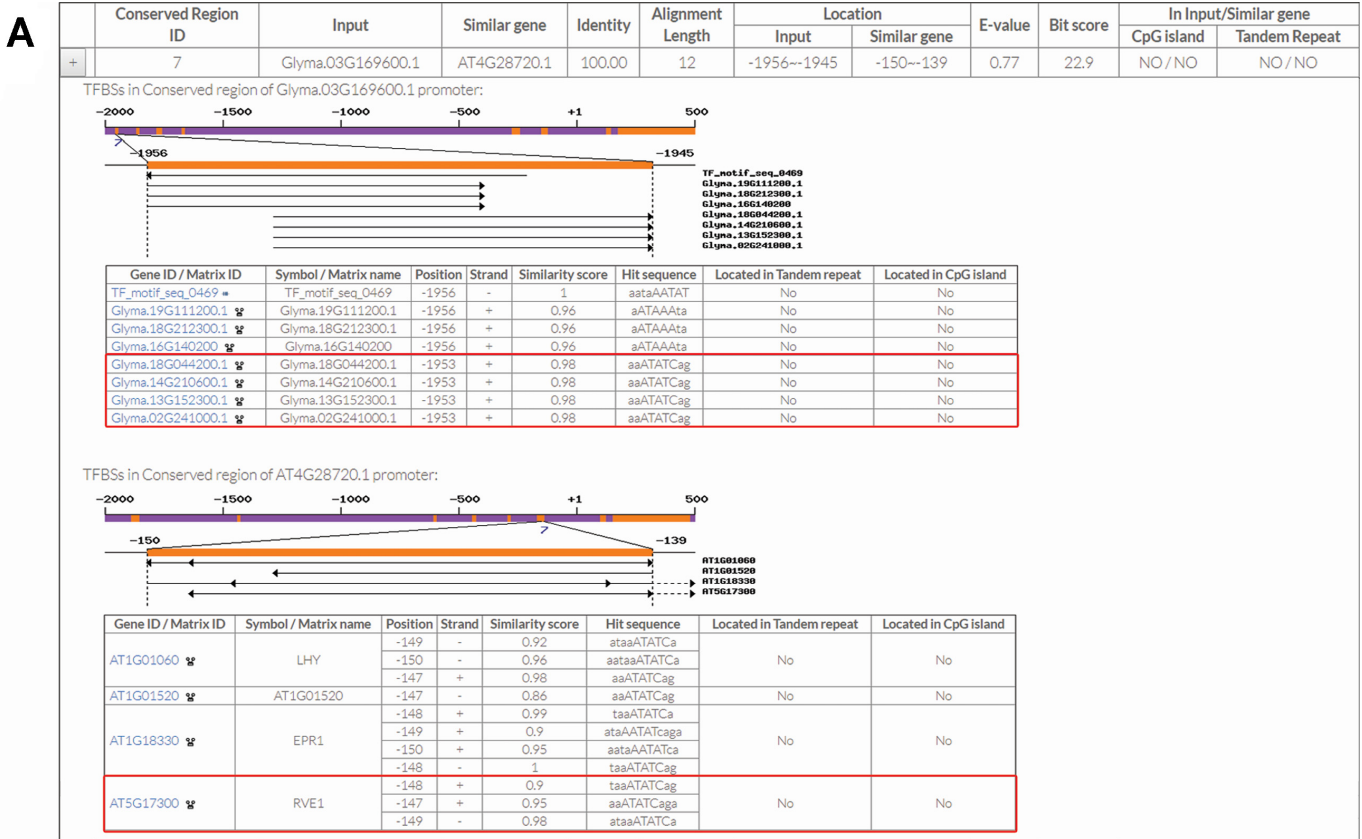 A
Conserved Region ID Input Similar gene Identity Alignment Length Location E-value Bit score In Input/Similar gene
Input Similar gene CpG island Tandem Repeat
+ 7 Glyma.03G169600.1 AT4G28720.1 100.00 12 -1956~-1945 -150~-139 0.77 22.9 NO / NO NO / NO
TFBSs in Conserved region of Glyma.03G169600.1 promoter:
-2000 -1500 -1000 -500 +1 500
7
-1956 -1945
TF_motif_seq_0469
Glyma.19G111200.1
Glyma.18G212300.1
Glyma.16G140200
Glyma.18G044200.1
Glyma.14G210600.1
Glyma.13G152300.1
Glyma.02G241000.1
Gene ID / Matrix ID Symbol / Matrix name Position Strand Similarity score Hit sequence Located in Tandem repeat Located in CpG island
TF_motif_seq_0469 TF_motif_seq_0469 -1956 - 1 aataAATAT No No
Glyma.19G111200.1 Glyma.19G111200.1 -1956 + 0.96 aATAAAta No No
Glyma.18G212300.1 Glyma.18G212300.1 -1956 + 0.96 aATAAAta No No
Glyma.16G140200 Glyma.16G140200 -1956 + 0.96 aATAAAta No No
Glyma.18G044200.1 Glyma.18G044200.1 -1953 + 0.98 aaATATCag No No
Glyma.14G210600.1 Glyma.14G210600.1 -1953 + 0.98 aaATATCag No No
Glyma.13G152300.1 Glyma.13G152300.1 -1953 + 0.98 aaATATCag No No
Glyma.02G241000.1 Glyma.02G241000.1 -1953 + 0.98 aaATATCag No No
TFBSs in Conserved region of AT4G28720.1 promoter:
-2000 -1500 -1000 -500 +1 500
7
-150 -139
AT1G01060
AT1G01520
AT1G18330
AT5G17300
Gene ID / Matrix ID Symbol / Matrix name Position Strand Similarity score Hit sequence Located in Tandem repeat Located in CpG island
-149 - 0.92 ataaATATCa
AT1G01060 LHY -150 - 0.96 aataaATATCa No No
-147 + 0.98 aaATATCag
AT1G01520 AT1G01520 -147 - 0.86 aaATATCag No No
-148 + 0.99 taaATATCa
AT1G18330 EPR1 -149 + 0.9 ataAATATcaga No No
-150 + 0.95 aataAATATca
-148 - 1 taaATATCag
-148 + 0.9 taaATATCag
AT5G17300 RVE1 -147 + 0.95 aaATATCaga No No
-149 - 0.98 ataaATATCa